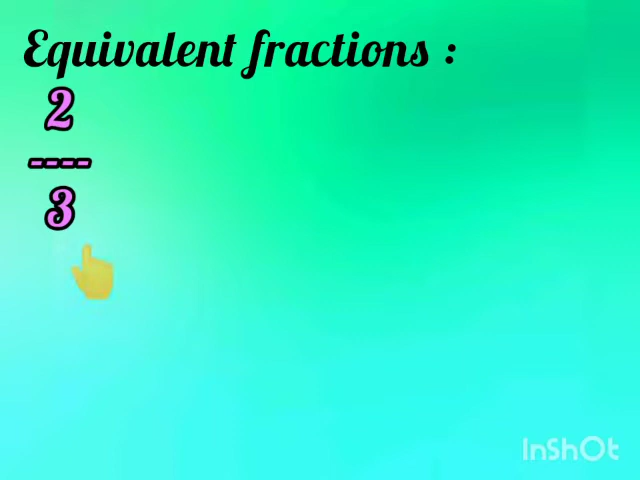 Equivalent fractions :
2
----
3
InShOt